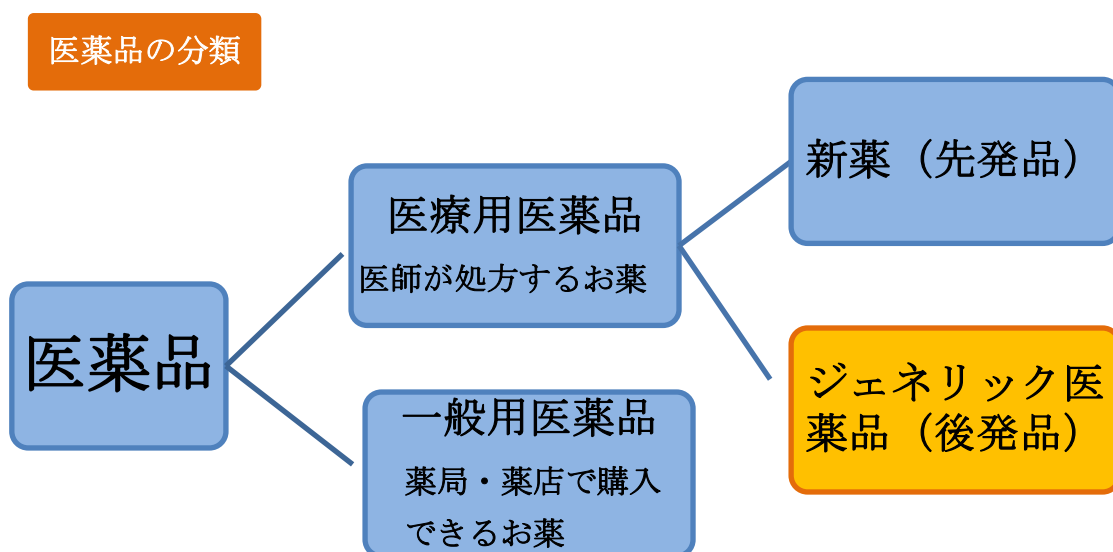 医薬品の分類
医薬品
医療用医薬品
医師が処方するお薬
一般用医薬品
薬局・薬店で購入
できるお薬
新薬（先発品）
ジェネリック医
薬品（後発品）